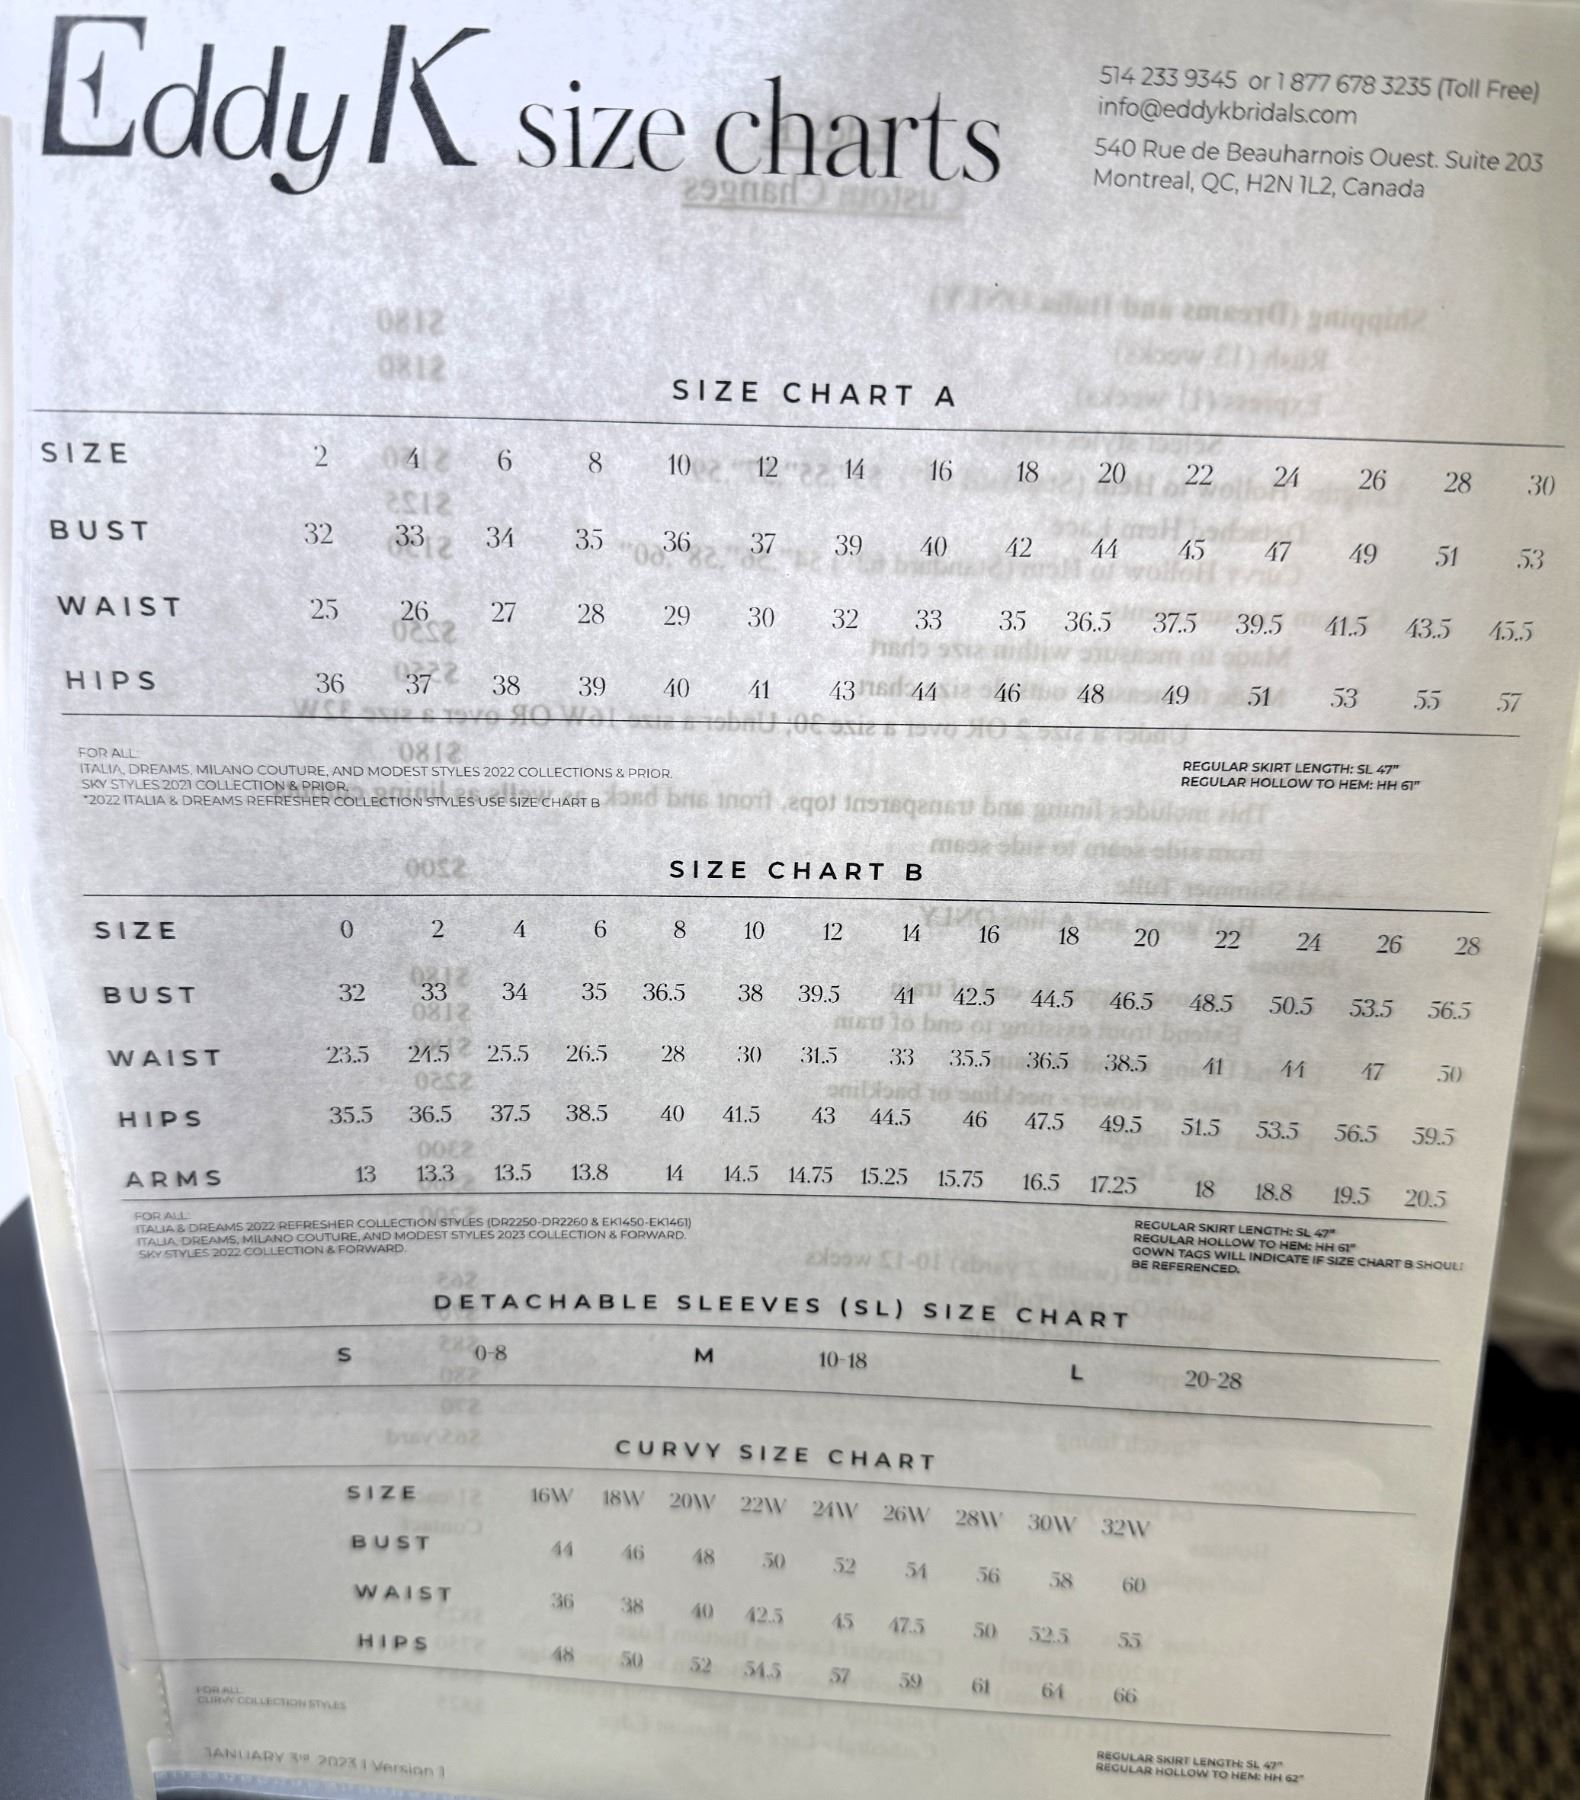 Eddy K size charts
514 233 9345 or 1 877 678 3235 (Toll Free)
info@eddykbridals.com
540 Rue de Beauharnois Ouest. Suite 203
Montreal, QC, H2N 1L2, Canada
Custom Changes
SIZE CHART A
SIZE 2 4 6 8 10 12 14 16 18 20 22 24 26 28 30
BUST 32 33 34 35 36 37 39 40 42 44 45 47 49 51 53
WAIST 25 26 27 28 29 30 32 33 35 36.5 37.5 39.5 41.5 43.5 45.5
HIPS 36 37 38 39 40 41 43 44 46 48 49 51 53 55 57
FOR ALL:
ITALIA, DREAMS, MILANO COUTURE, AND MODEST STYLES 2022 COLLECTIONS & PRIOR.
SKY STYLES 2021 COLLECTION & PRIOR.
*2022 ITALIA & DREAMS REFRESHER COLLECTION STYLES USE SIZE CHART B
REGULAR SKIRT LENGTH: SL 47"
REGULAR HOLLOW TO HEM: HH 61"
SIZE CHART B
SIZE 0 2 4 6 8 10 12 14 16 18 20 22 24 26 28
BUST 32 33 34 35 36.5 38 39.5 41 42.5 44.5 46.5 48.5 50.5 53.5 56.5
WAIST 23.5 24.5 25.5 26.5 28 30 31.5 33 35.5 36.5 38.5 41 44 47 50
HIPS 35.5 36.5 37.5 38.5 40 41.5 43 44.5 46 47.5 49.5 51.5 53.5 56.5 59.5
ARMS 13 13.3 13.5 13.8 14 14.5 14.75 15.25 15.75 16.5 17.25 18 18.8 19.5 20.5
FOR ALL:
ITALIA & DREAMS 2022 REFRESHER COLLECTION STYLES (DR2250-DR2260 & EK1450-EK1461)
ITALIA, DREAMS, MILANO COUTURE, AND MODEST STYLES 2023 COLLECTION & FORWARD.
SKY STYLES 2022 COLLECTION & FORWARD.
REGULAR SKIRT LENGTH: SL 47"
REGULAR HOLLOW TO HEM: HH 61"
GOWN TAGS WILL INDICATE IF SIZE CHART B SHOUL
BE REFERENCED.
DETACHABLE SLEEVES (SL) SIZE CHART
S 0-8 M 10-18 L 20-28
CURVY SIZE CHART
SIZE 16W 18W 20W 22W 24W 26W 28W 30W 32W
BUST 44 46 48 50 52 54 56 58 60
WAIST 36 38 40 42.5 45 47.5 50 52.5 55
HIPS 48 50 52 54.5 57 59 61 64 66
FOR ALL:
CURVY COLLECTION STYLES
JANUARY 3rd 2023 | Version 1
REGULAR SKIRT LENGTH: SL 47"
REGULAR HOLLOW TO HEM: HH 62"